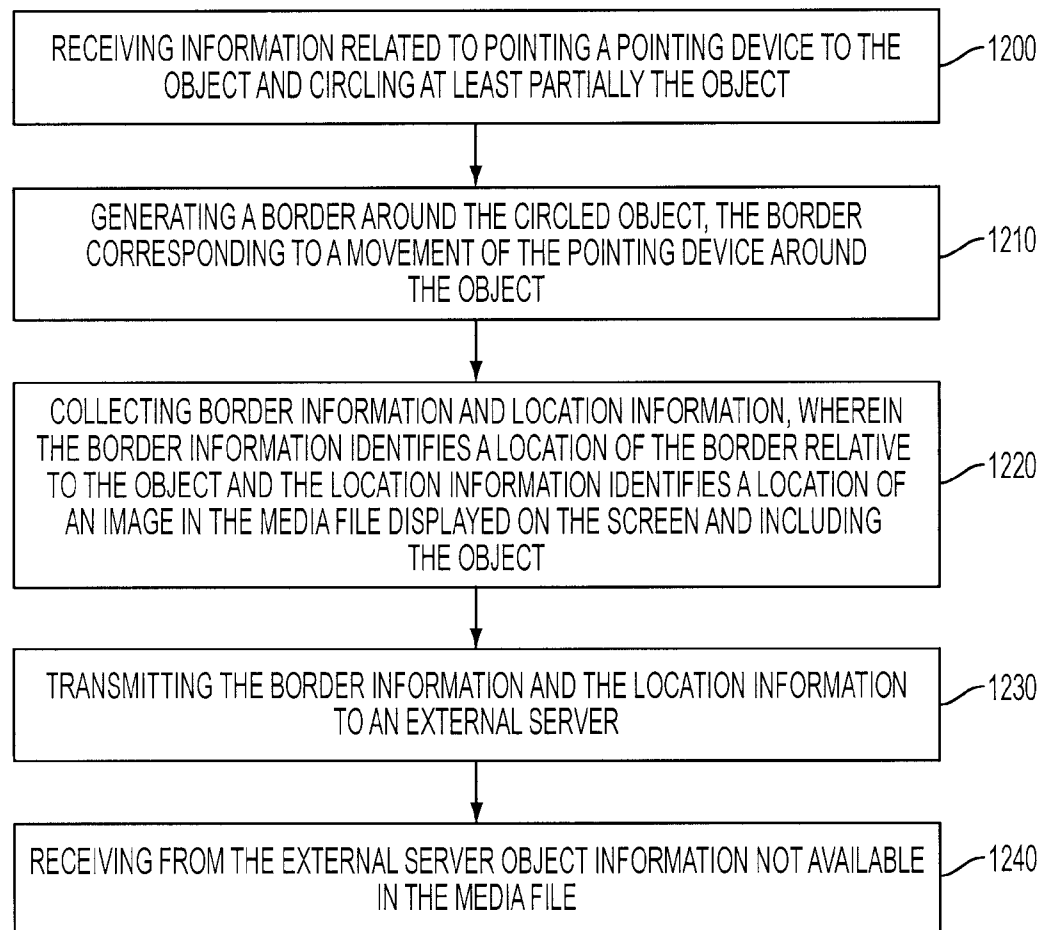 RECEIVING INFORMATION RELATED TO POINTING A POINTING DEVICE TO THE
OBJECT AND CIRCLING AT LEAST PARTIALLY THE OBJECT
1200
GENERATING A BORDER AROUND THE CIRCLED OBJECT, THE BORDER
CORRESPONDING TO A MOVEMENT OF THE POINTING DEVICE AROUND
THE OBJECT
1210
COLLECTING BORDER INFORMATION AND LOCATION INFORMATION, WHEREIN
THE BORDER INFORMATION IDENTIFIES A LOCATION OF THE BORDER RELATIVE
TO THE OBJECT AND THE LOCATION INFORMATION IDENTIFIES A LOCATION OF
AN IMAGE IN THE MEDIA FILE DISPLAYED ON THE SCREEN AND INCLUDING
THE OBJECT
1220
TRANSMITTING THE BORDER INFORMATION AND THE LOCATION INFORMATION
TO AN EXTERNAL SERVER
1230
RECEIVING FROM THE EXTERNAL SERVER OBJECT INFORMATION NOT AVAILABLE
IN THE MEDIA FILE
1240